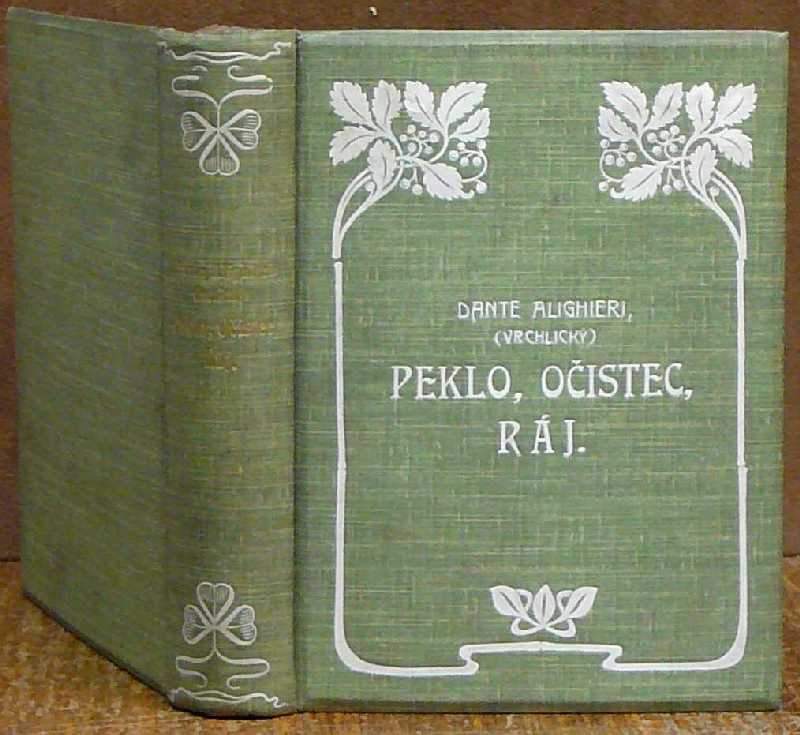 DANTE ALIGHIERI,
(VRCHLICKÝ)
PEKLO, OČISTEC,
RÁJ.